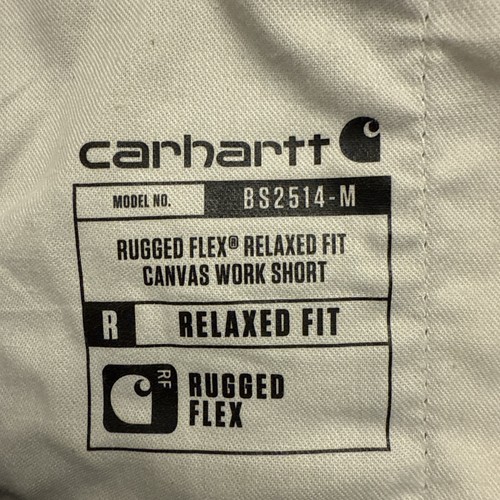 carhartt
MODEL NO. BS2514-M
RUGGED FLEX® RELAXED FIT
CANVAS WORK SHORT
R RELAXED FIT
RF
RUGGED
FLEX